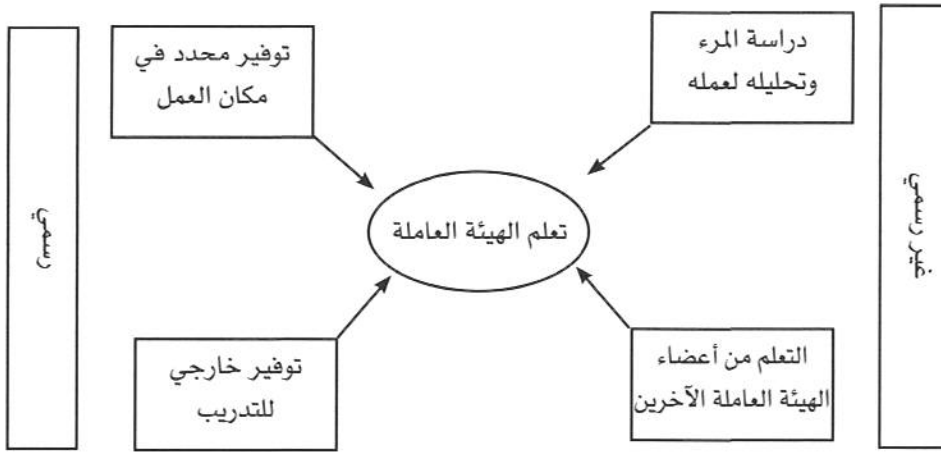 دراسة المرء
وتحليله لعمله
توفير محدد في
مكان العمل
غير رسمي
تعلم الهيئة العاملة
رسمي
التعلم من أعضاء
الهيئة العاملة الآخرين
توفير خارجي
للتدريب